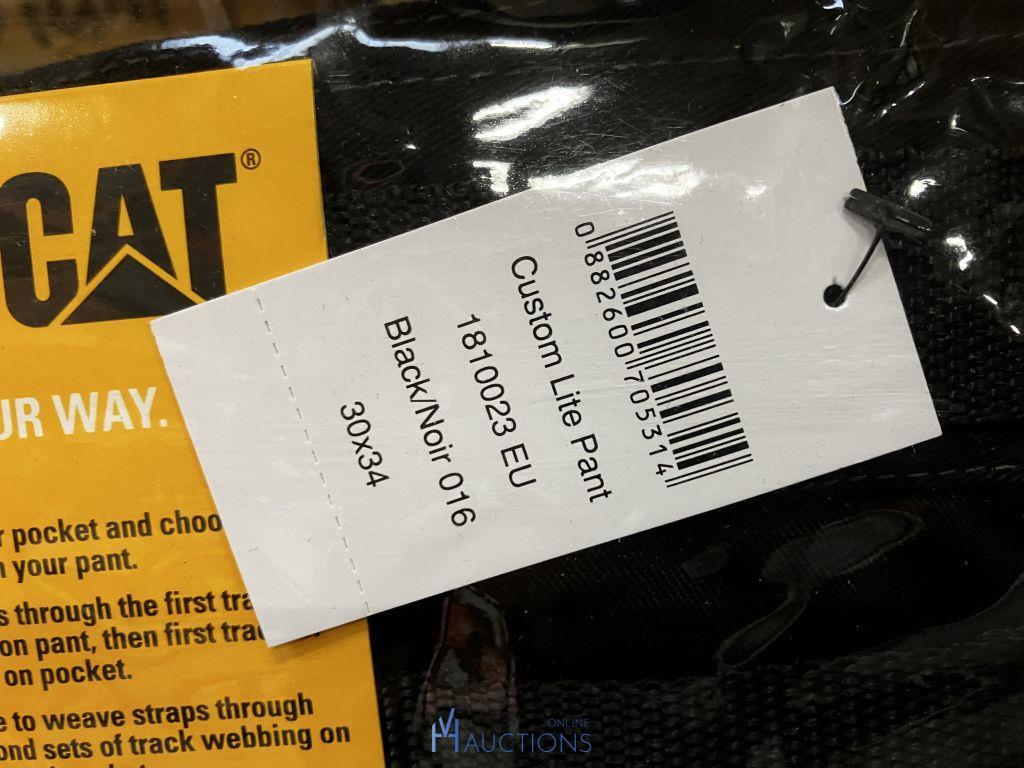 CAT®
UR WAY.
r pocket and choo
n your pant.
s through the first tra
on pant, then first trac
on pocket.
e to weave straps through
ond sets of track webbing on
0 882600 705314
Custom Lite Pant
1810023 EU
Black/Noir 016
30x34
HV ONLINE
AUCTIONS